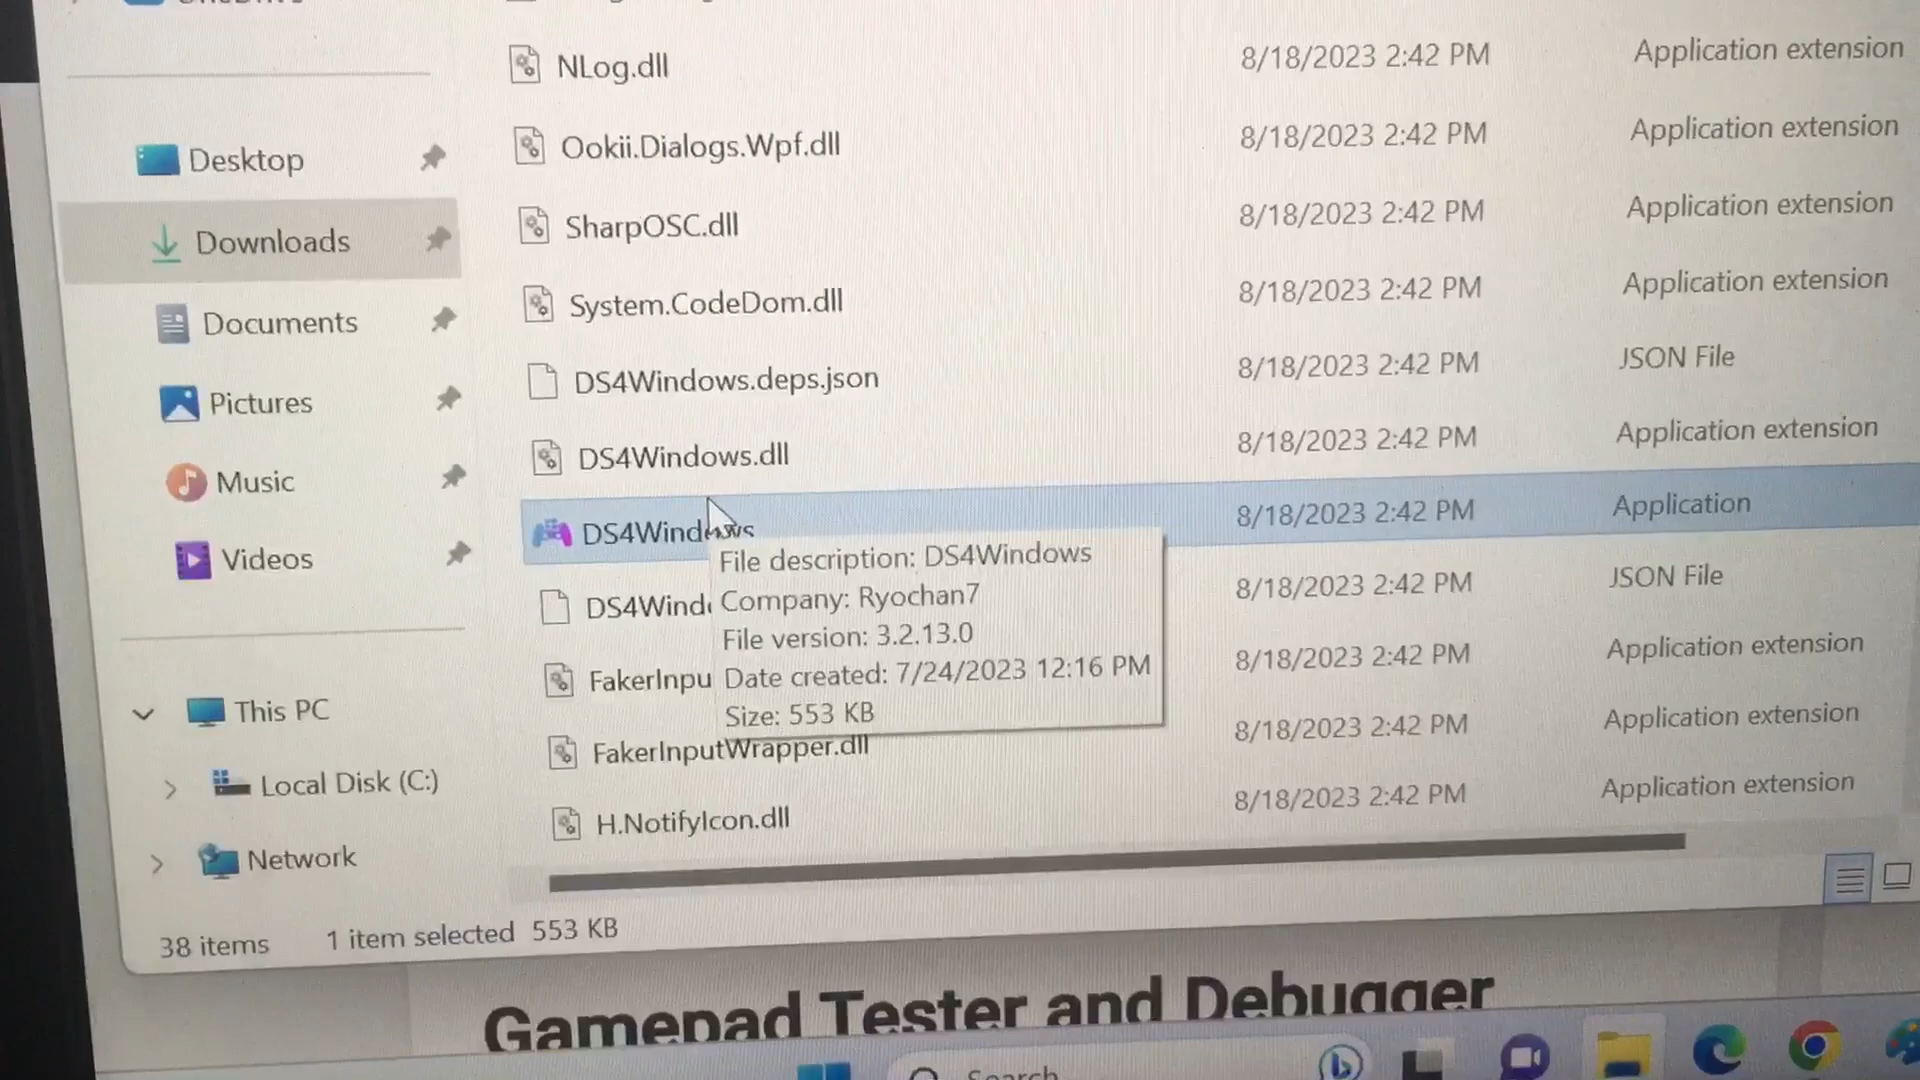 NLog.dll 8/18/2023 2:42 PM Application extension
Ookii.Dialogs.Wpf.dll 8/18/2023 2:42 PM Application extension
Desktop
SharpOSC.dll 8/18/2023 2:42 PM Application extension
Downloads
System.CodeDom.dll 8/18/2023 2:42 PM Application extension
Documents
DS4Windows.deps.json 8/18/2023 2:42 PM JSON File
Pictures
DS4Windows.dll 8/18/2023 2:42 PM Application extension
Music
DS4Windows 8/18/2023 2:42 PM Application
Videos
File description: DS4Windows
DS4Wind 8/18/2023 2:42 PM JSON File
Company: Ryochan7
File version: 3.2.13.0
FakerInpu 8/18/2023 2:42 PM Application extension
Date created: 7/24/2023 12:16 PM
Size: 553 KB
This PC
FakerInputWrapper.dll 8/18/2023 2:42 PM Application extension
Local Disk (C:)
H.NotifyIcon.dll 8/18/2023 2:42 PM Application extension
Network
38 items 1 item selected 553 KB
Gamepad Tester and Debugger
Search